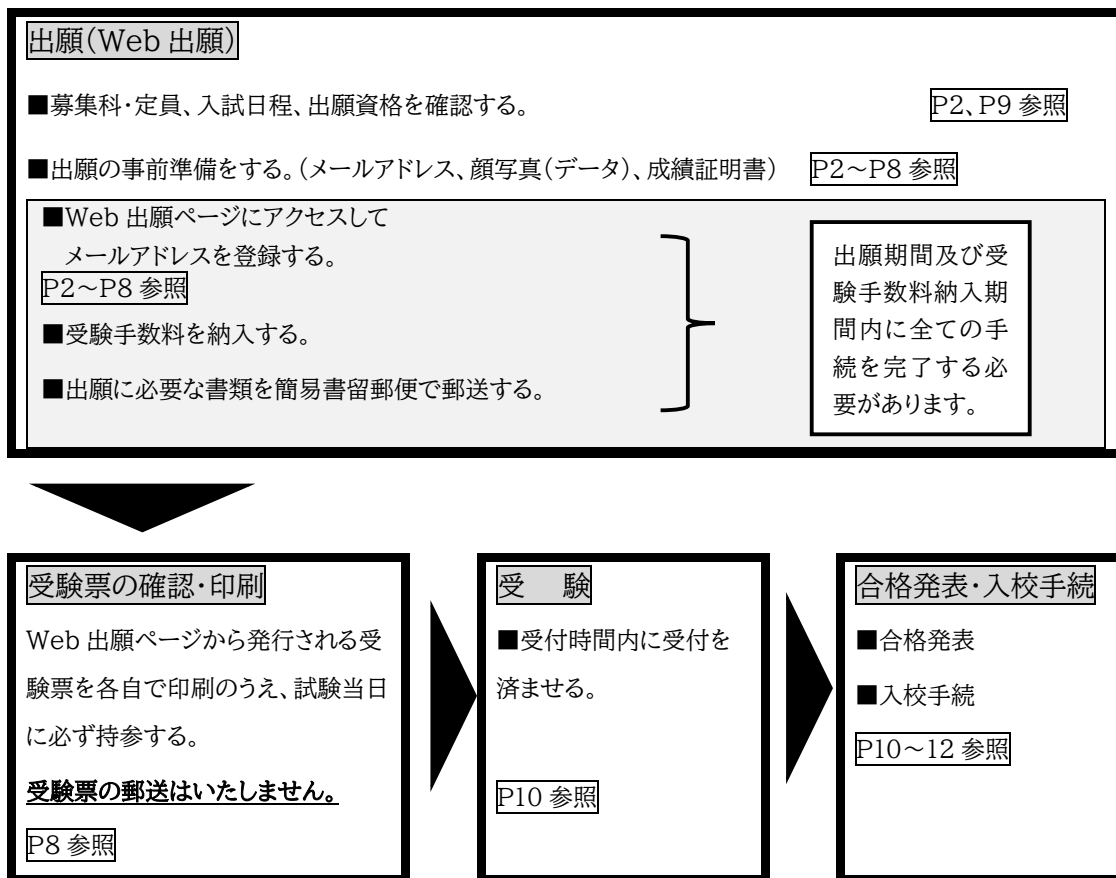 出願(Web 出願)
■募集科・定員、入試日程、出願資格を確認する。 P2、P9 参照
■出願の事前準備をする。(メールアドレス、顔写真(データ)、成績証明書) P2~P8 参照
■Web 出願ページにアクセスして
メールアドレスを登録する。
P2~P8 参照
■受験手数料を納入する。
■出願に必要な書類を簡易書留郵便で郵送する。
出願期間及び受
験手数料納入期
間内に全ての手
続を完了する必
要があります。
受験票の確認・印刷
Web 出願ページから発行される受
験票を各自で印刷のうえ、試験当日
に必ず持参する。
受験票の郵送はいたしません。
P8 参照
受 験
■受付時間内に受付を
済ませる。
P10 参照
合格発表・入校手続
■合格発表
■入校手続
P10~12 参照